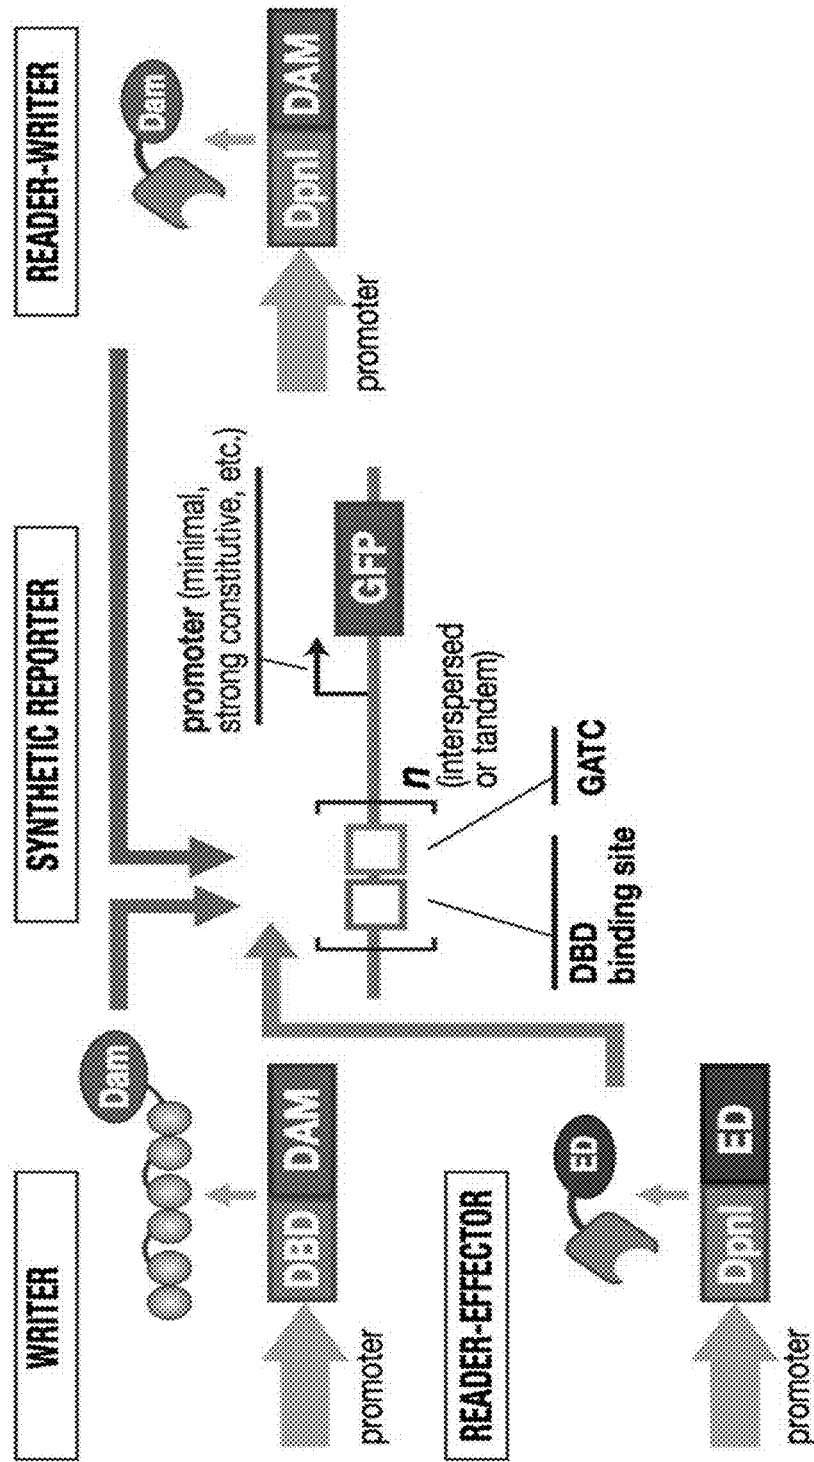 WRITER
Dam
DBD DAM
promoter
READER-EFFECTOR
ED
DpnI ED
promoter
SYNTHETIC REPORTER
promoter (minimal,
strong constitutive, etc.)
GFP
n
(interspersed
or tandem)
DBD
binding site
GATC
READER-WRITER
Dam
DpnI DAM
promoter